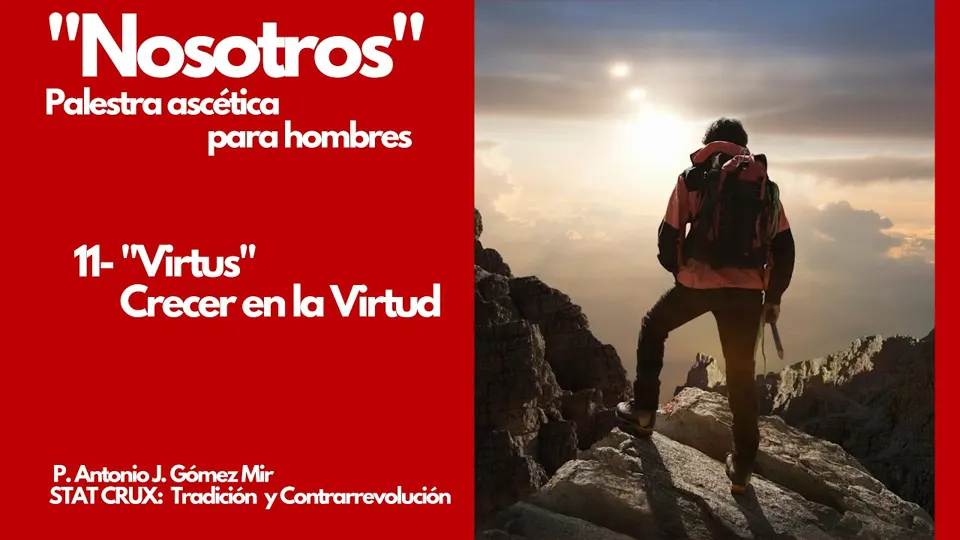 "Nosotros"
Palestra ascética
para hombres
11- "Virtus"
Crecer en la Virtud
P. Antonio J. Gómez Mir
STAT CRUX: Tradición y Contrarrevolución